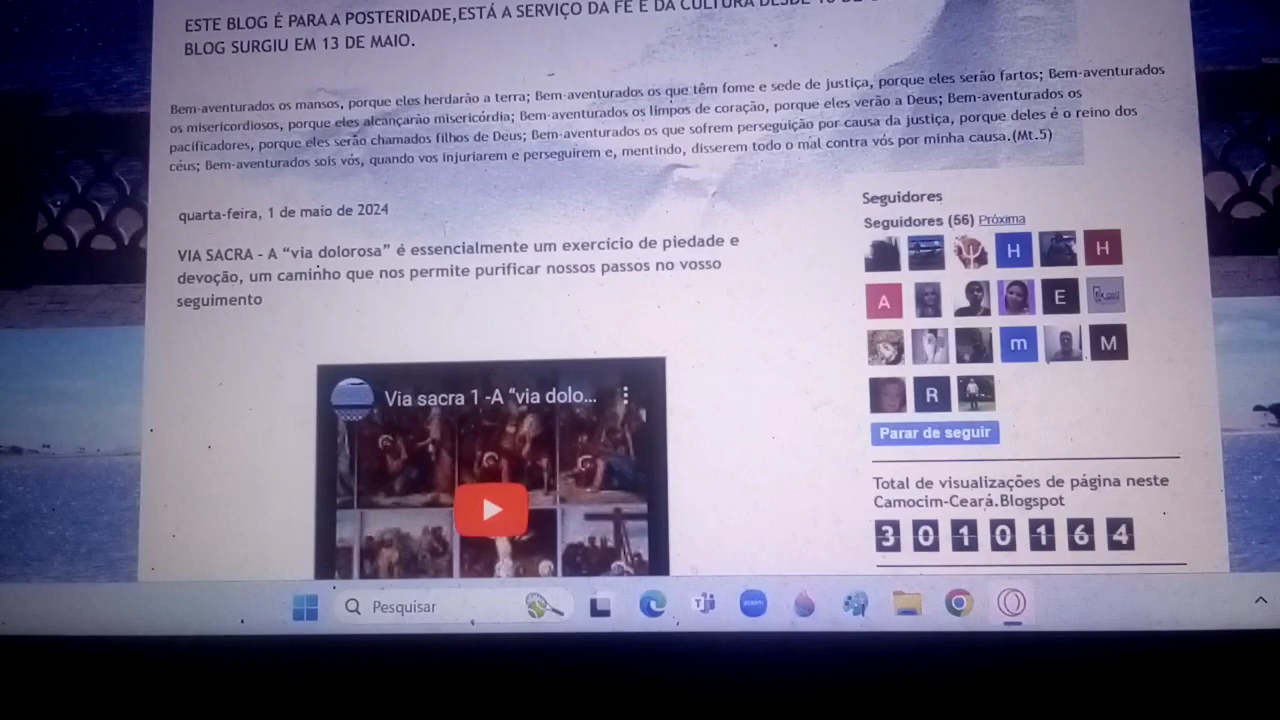 ESTE BLOG É PARA A POSTERIDADE,ESTÁ A SERVIÇO DA FÉ E DA CULTURA DESDE
BLOG SURGIU EM 13 DE MAIO.
Bem-aventurados os mansos, porque eles herdarão a terra; Bem-aventurados os que têm fome e sede de justiça, porque eles serão fartos; Bem-aventurados
os misericordiosos, porque eles alcançarão misericórdia; Bem-aventurados os limpos de coração, porque eles verão a Deus; Bem-aventurados os
pacificadores, porque eles serão chamados filhos de Deus; Bem-aventurados os que sofrem perseguição por causa da justiça, porque deles é o reino dos
céus; Bem-aventurados sois vós, quando vos injuriarem e perseguirem e, mentindo, disserem todo o mal contra vós por minha causa.(Mt.5)
quarta-feira, 1 de maio de 2024
VIA SACRA - A “via dolorosa” é essencialmente um exercício de piedade e
devoção, um caminho que nos permite purificar nossos passos no vosso
seguimento
Via sacra 1 -A “via dolo...
Seguidores
Seguidores (56) Próxima
H H
A E
m M
R
Parar de seguir
Total de visualizações de página neste
Camocim-Ceará.Blogspot
3010164
Pesquisar
zoom